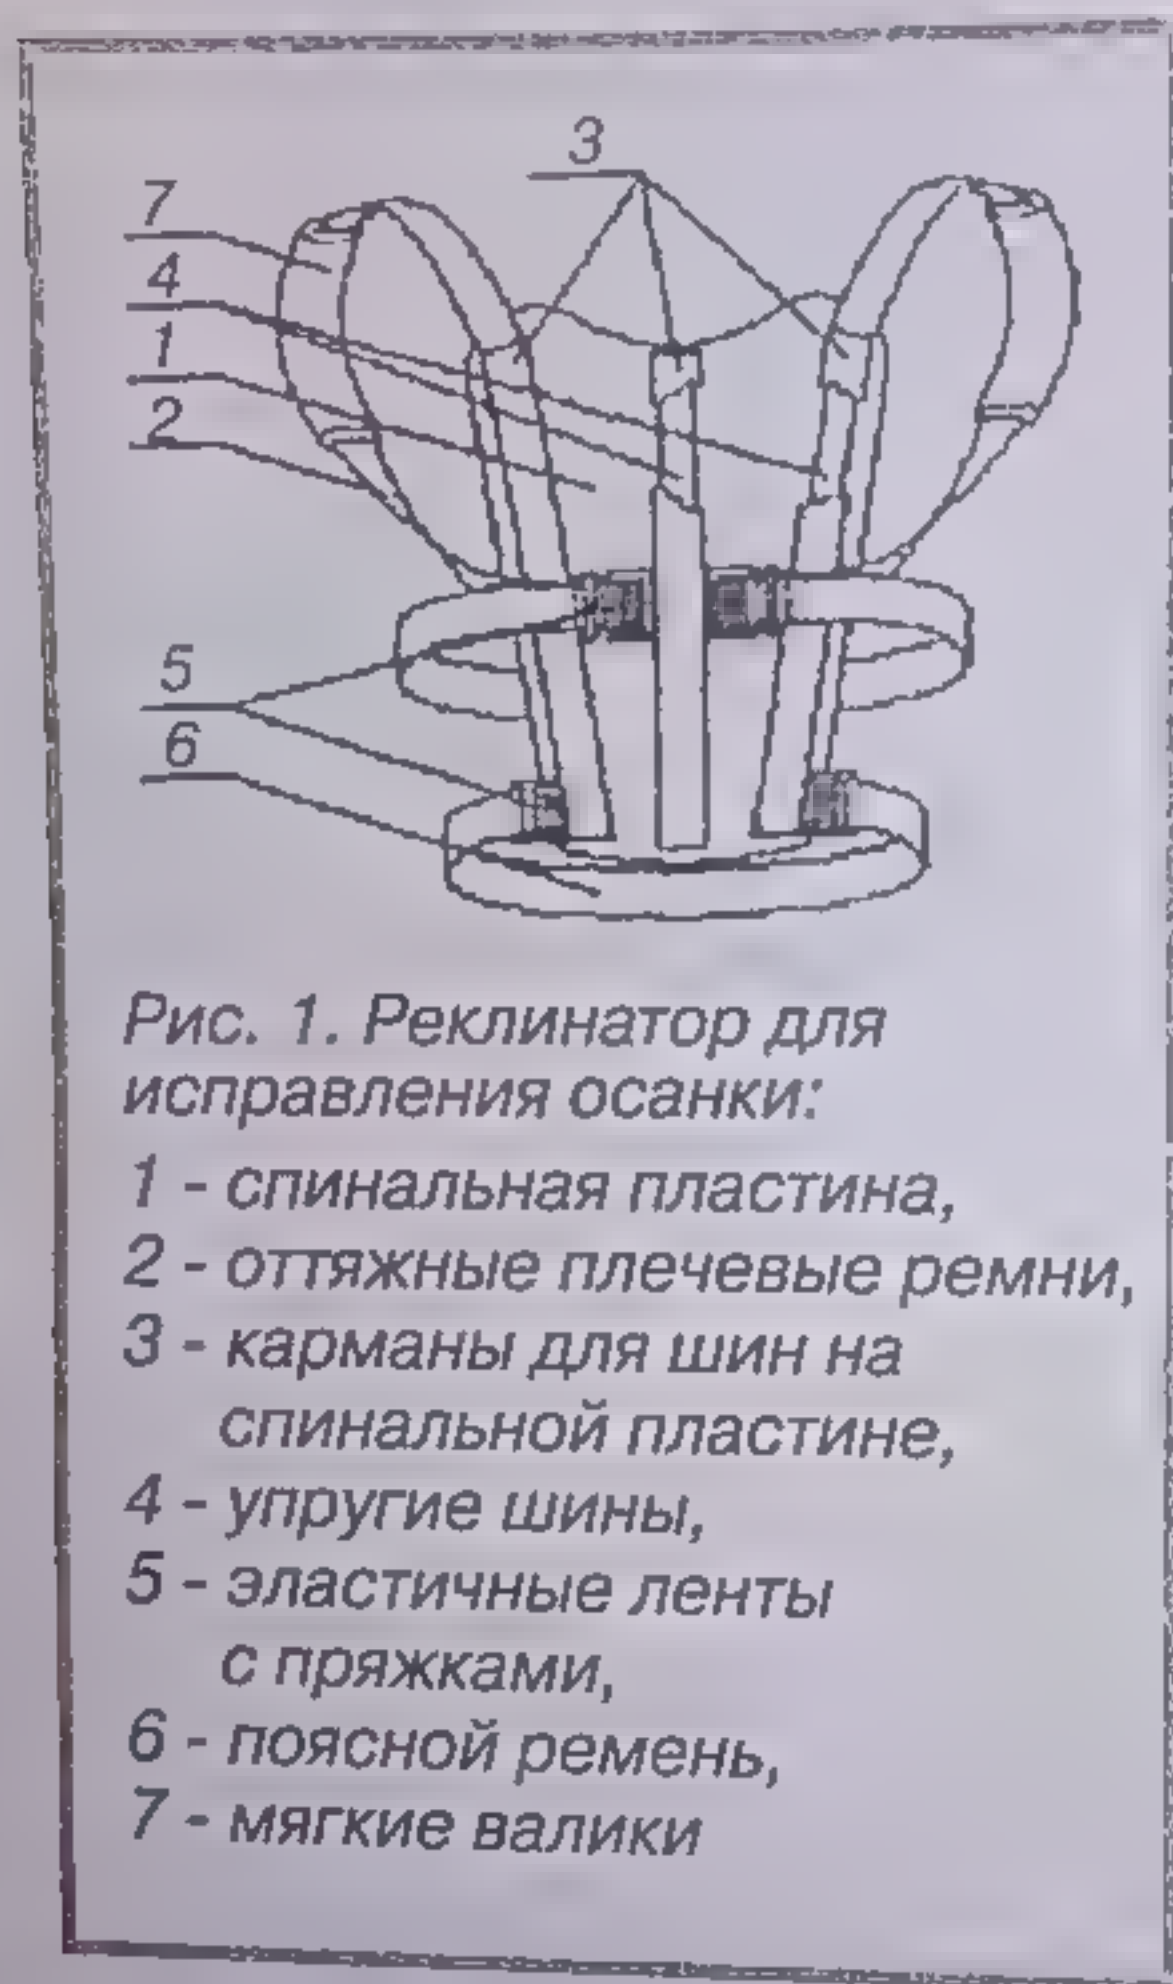 3
7
4
1
2
5
6
Рис. 1. Реклинатор для
исправления осанки:
1 - спинальная пластина,
2 - оттяжные плечевые ремни,
3 - карманы для шин на
спинальной пластине,
4 - упругие шины,
5 - эластичные ленты
с пряжками,
6 - поясной ремень,
7 - мягкие валики